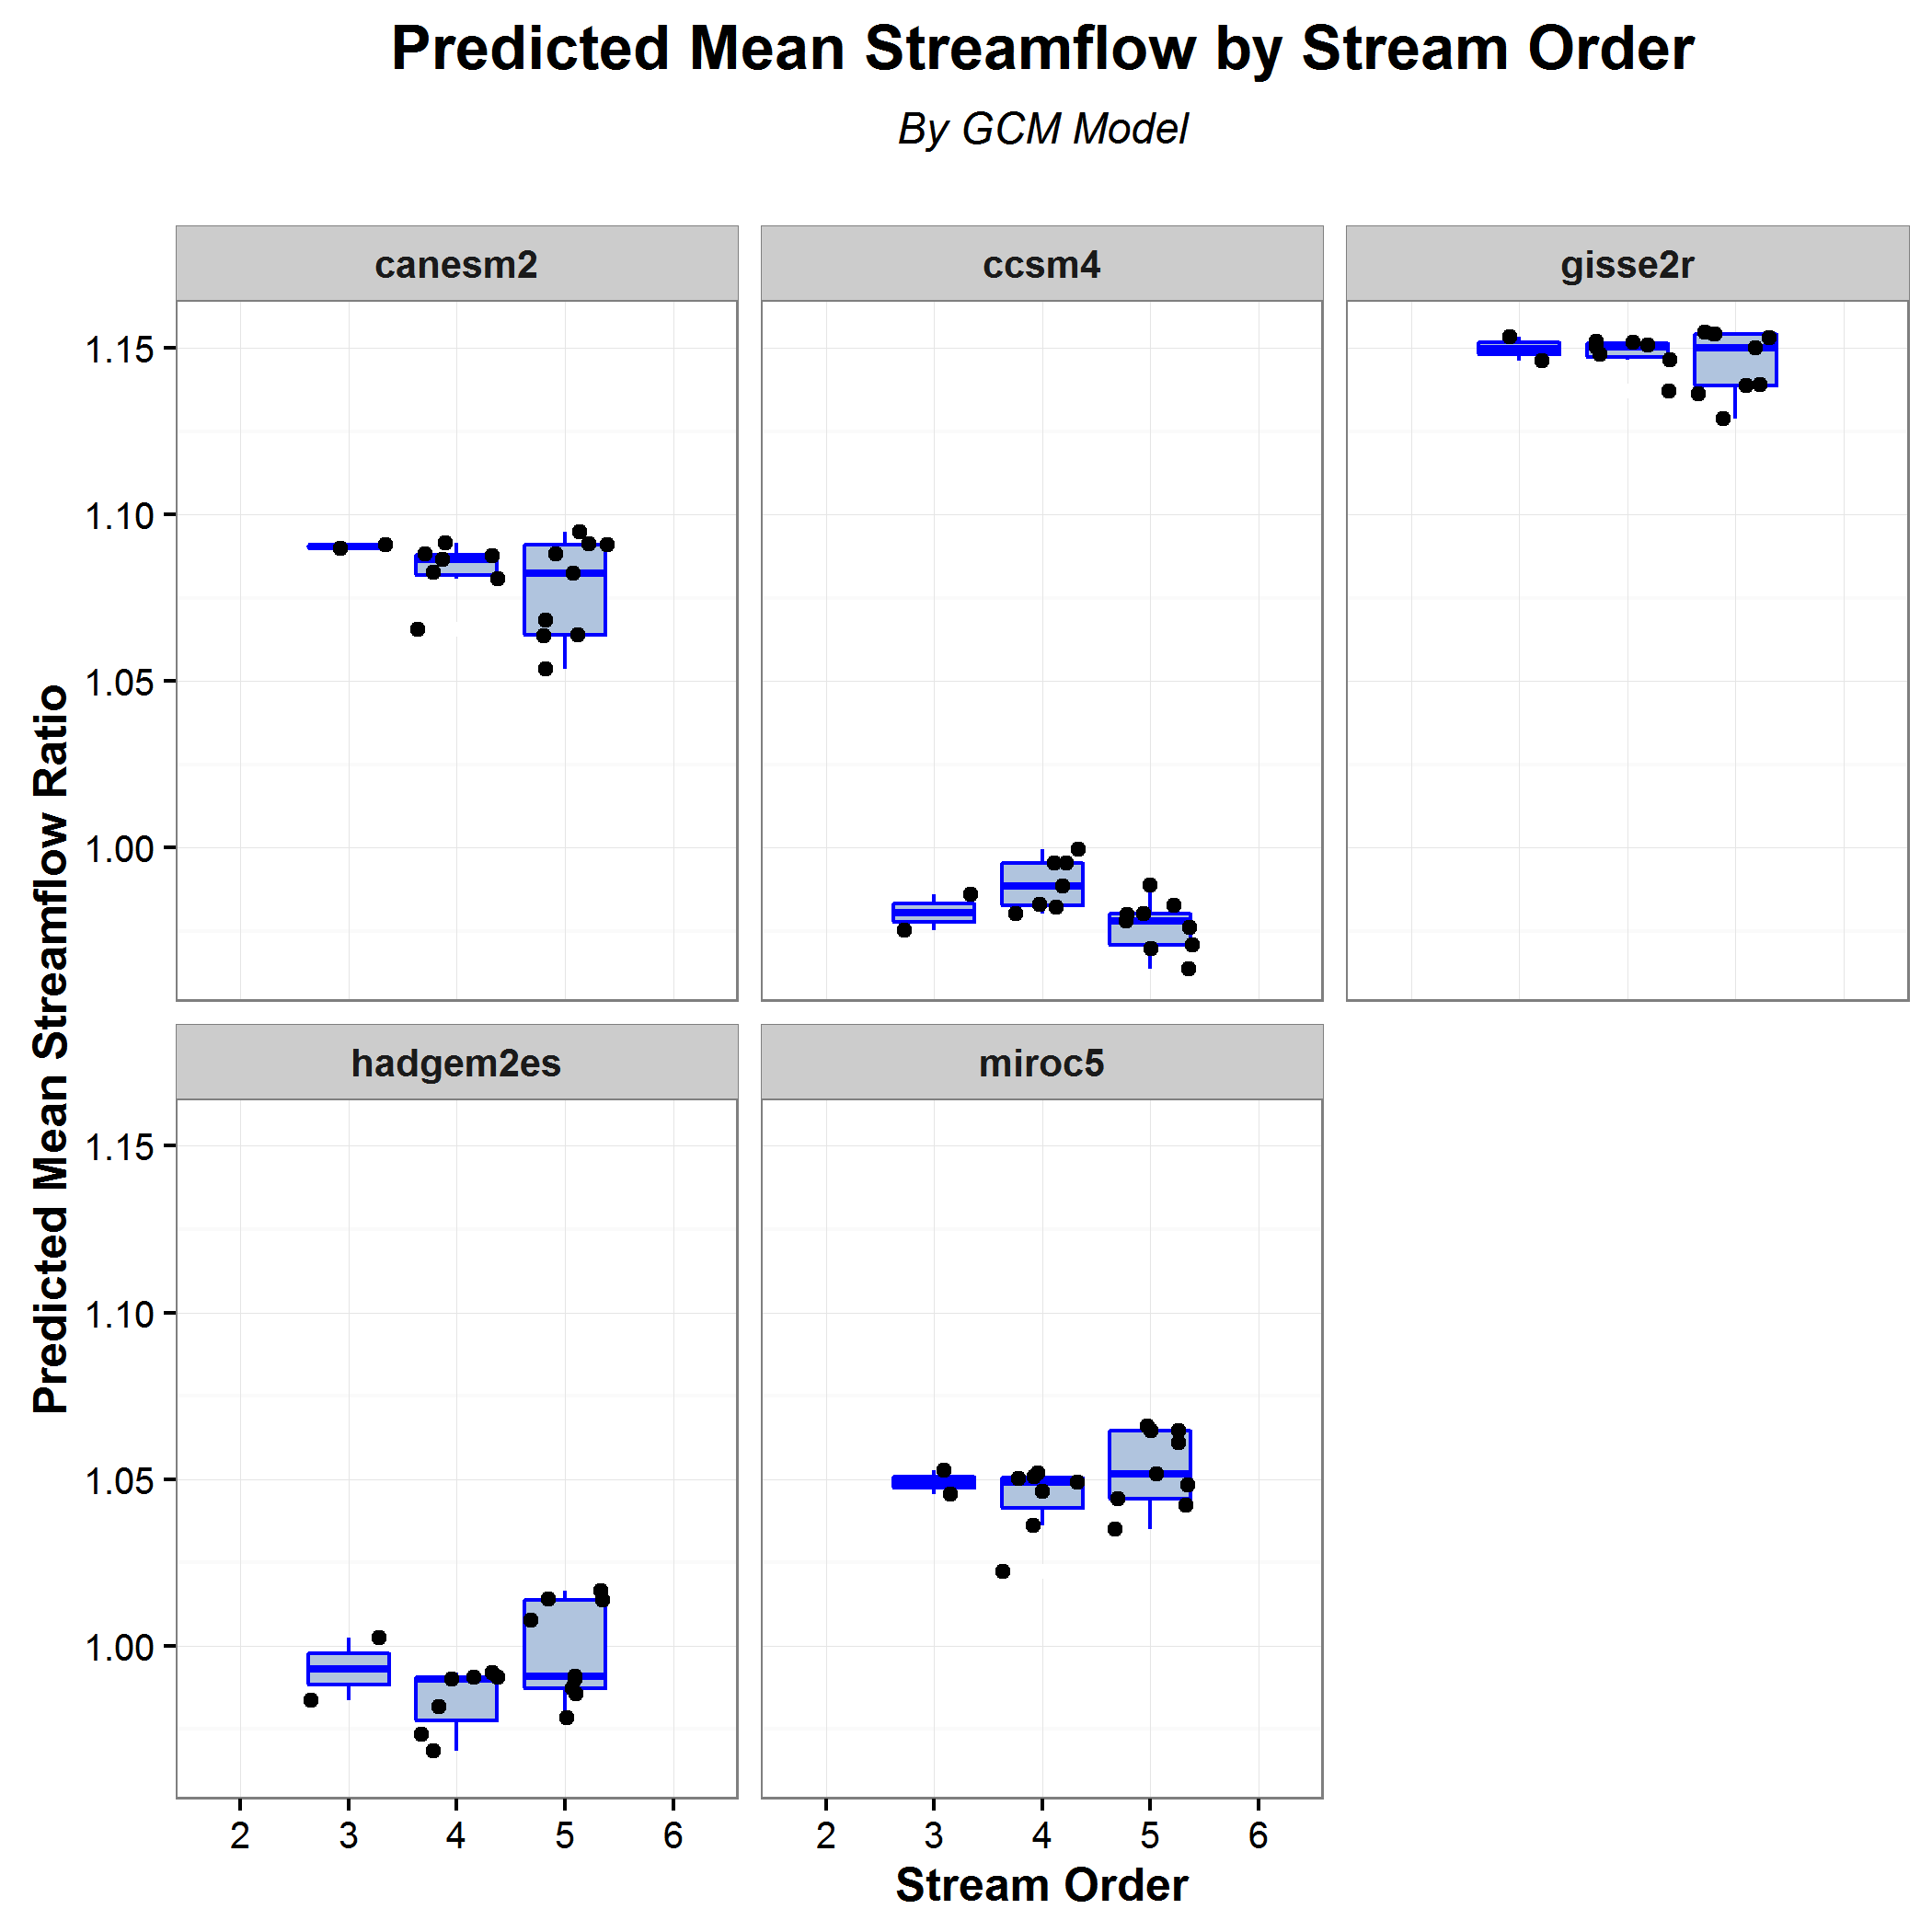 Predicted Mean Streamflow by Stream Order
By GCM Model
canesm2
ccsm4
gisse2r
1.15
1.10
1.05
1.00
Predicted Mean Streamflow Ratio
hadgem2es
miroc5
1.15
1.10
1.05
1.00
2 3 4 5 6
2 3 4 5 6
Stream Order